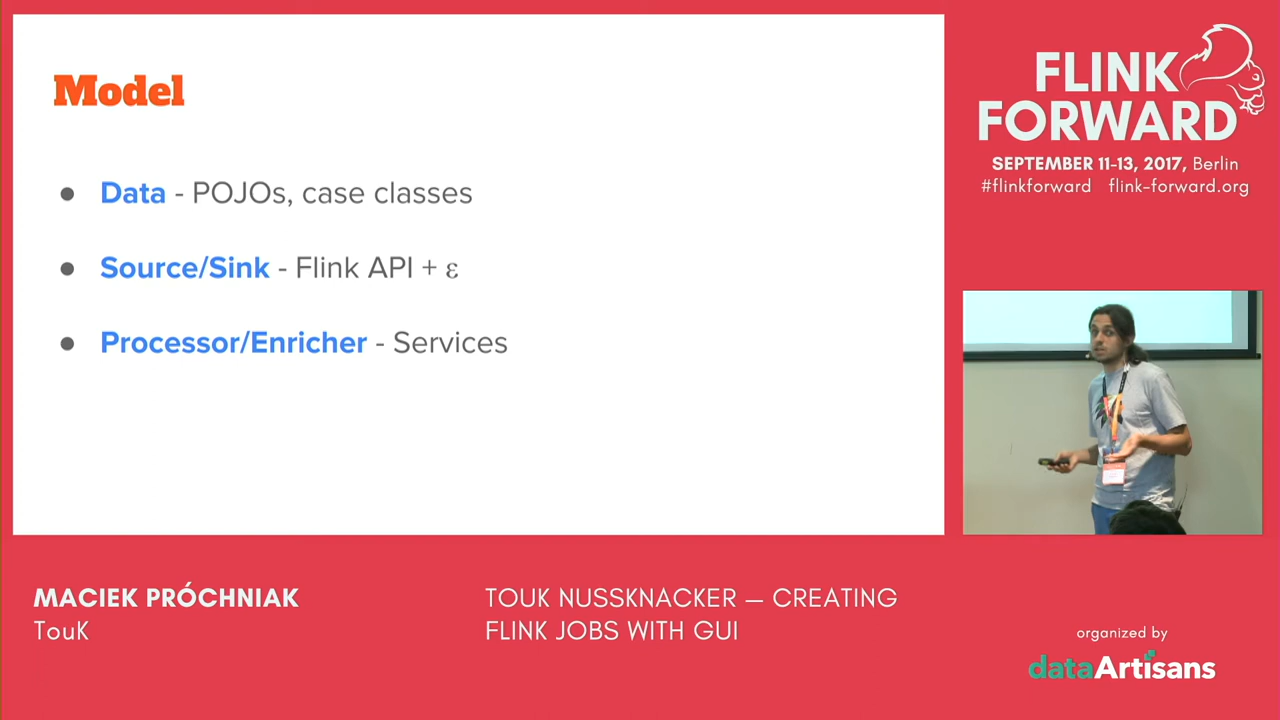 Model
● Data - POJOs, case classes
● Source/Sink - Flink API + ε
● Processor/Enricher - Services
FLINK
FORWARD
SEPTEMBER 11-13, 2017, Berlin
#flinkforward flink-forward.org
MACIEK PRÓCHNIAK
TouK
TOUK NUSSKNACKER — CREATING
FLINK JOBS WITH GUI
organized by
dataArtisans